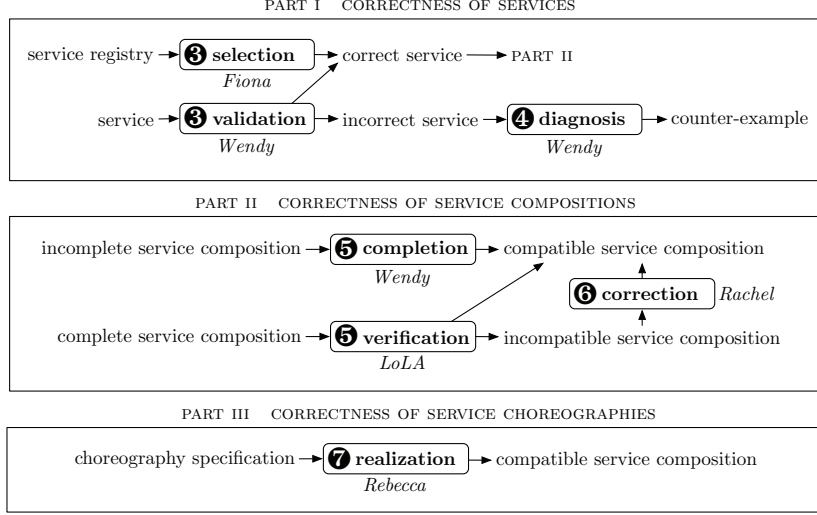 PART I CORRECTNESS OF SERVICES
service registry ❸ selection correct service PART II
Fiona
service ❸ validation incorrect service ❹ diagnosis counter-example
Wendy Wendy
PART II CORRECTNESS OF SERVICE COMPOSITIONS
incomplete service composition ❺ completion compatible service composition
Wendy
❻ correction Rachel
complete service composition ❺ verification incompatible service composition
LoLA
PART III CORRECTNESS OF SERVICE CHOREOGRAPHIES
choreography specification ❼ realization compatible service composition
Rebecca